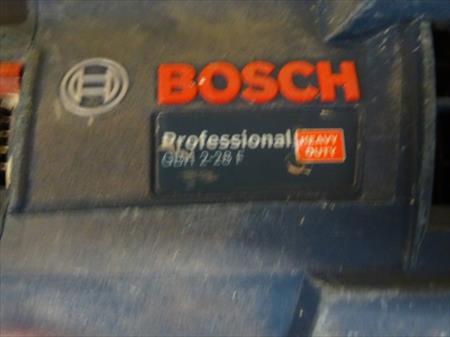 BOSCH
Professional HEAVY DUTY
GBH 2-28 F